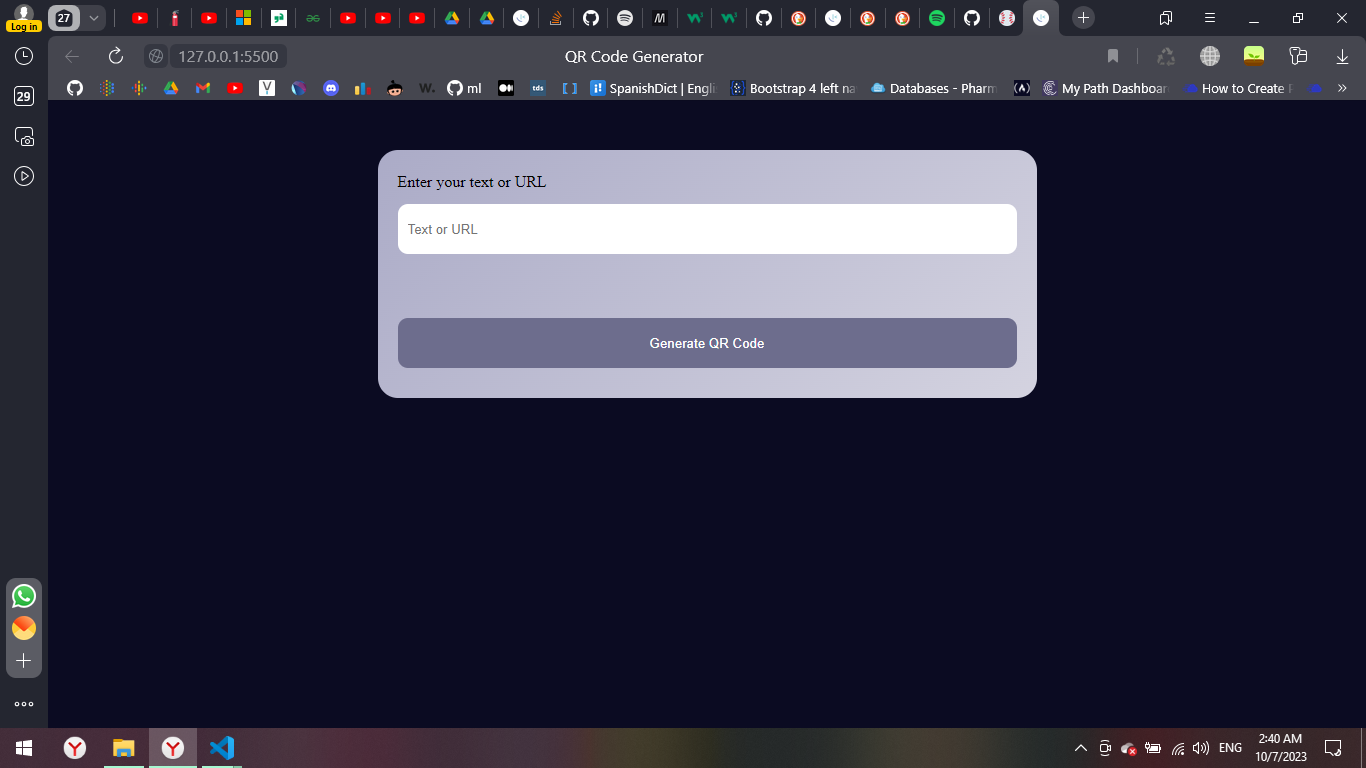 27
127.0.0.1:5500
QR Code Generator
Log in
29
W.
ml
tds
[ ]
SpanishDict | Engli
Bootstrap 4 left na
Databases - Pharm
My Path Dashboar
How to Create
»
Enter your text or URL
Text or URL
Generate QR Code
ENG
2:40 AM
10/7/2023